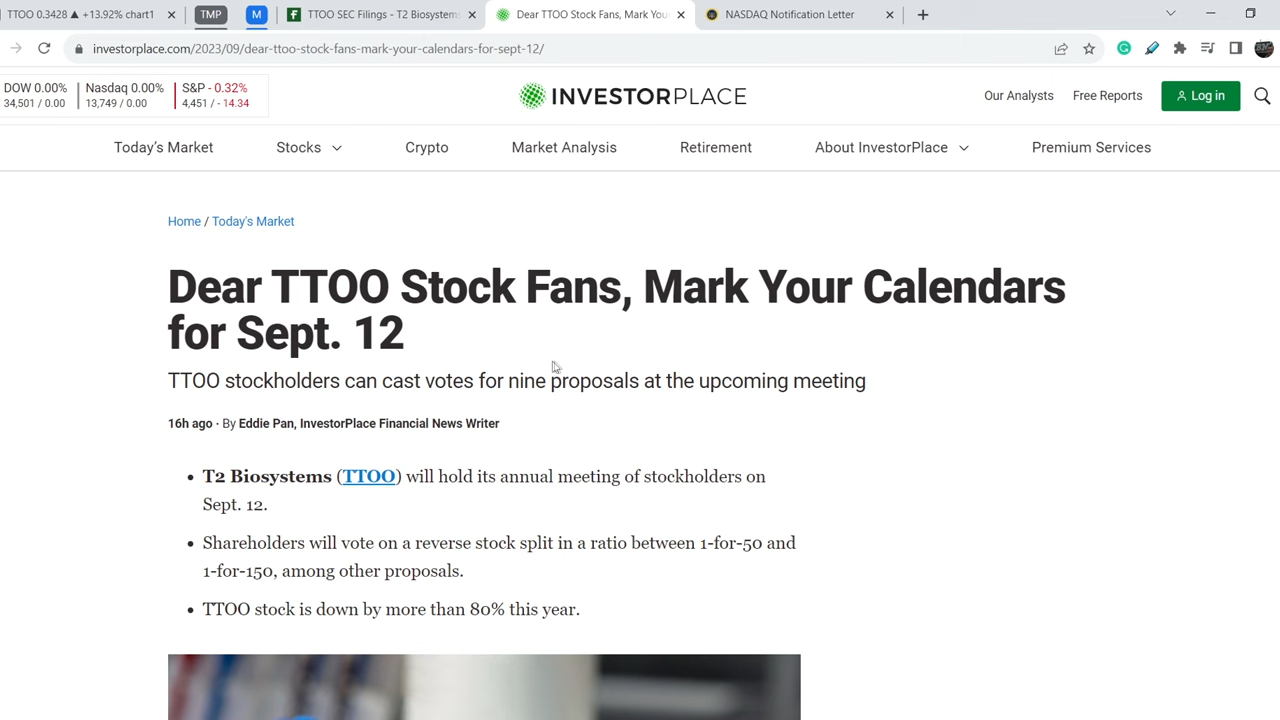 TTOO 0.3428 ▲ +13.92% chart1
TMP
M
TTOO SEC Filings - T2 Biosystems
Dear TTOO Stock Fans, Mark You
NASDAQ Notification Letter
investorplace.com/2023/09/dear-ttoo-stock-fans-mark-your-calendars-for-sept-12/
DOW 0.00%
34,501 / 0.00
Nasdaq 0.00%
13,749 / 0.00
S&P - 0.32%
4,451 / - 14.34
INVESTORPLACE
Our Analysts
Free Reports
Log in
Today's Market
Stocks
Crypto
Market Analysis
Retirement
About InvestorPlace
Premium Services
Home / Today's Market
Dear TTOO Stock Fans, Mark Your Calendars
for Sept. 12
TTOO stockholders can cast votes for nine proposals at the upcoming meeting
16h ago · By Eddie Pan, InvestorPlace Financial News Writer
• T2 Biosystems (TTOO) will hold its annual meeting of stockholders on
Sept. 12.
• Shareholders will vote on a reverse stock split in a ratio between 1-for-50 and
1-for-150, among other proposals.
• TTOO stock is down by more than 80% this year.